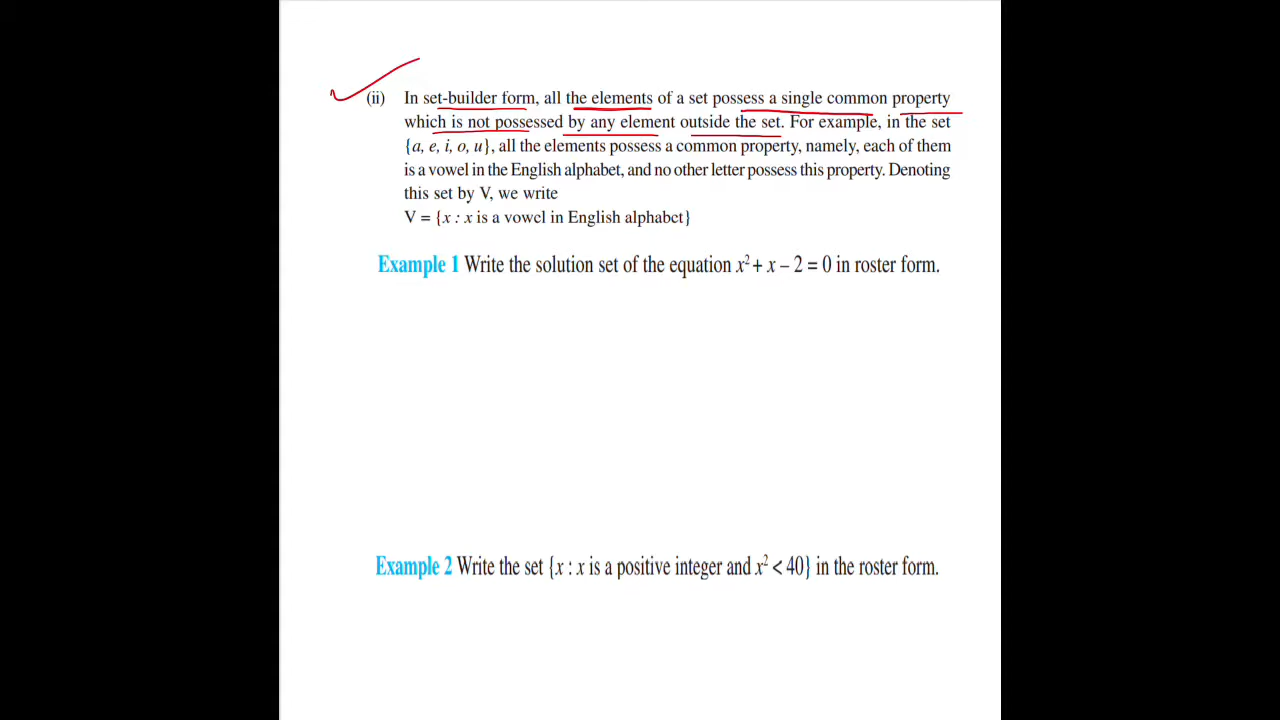 (ii) In set-builder form, all the elements of a set possess a single common property
which is not possessed by any element outside the set. For example, in the set
{a, e, i, o, u}, all the elements possess a common property, namely, each of them
is a vowel in the English alphabet, and no other letter possess this property. Denoting
this set by V, we write
V = {x : x is a vowel in English alphabet}
Example 1 Write the solution set of the equation x² + x – 2 = 0 in roster form.
Example 2 Write the set {x : x is a positive integer and x² < 40} in the roster form.